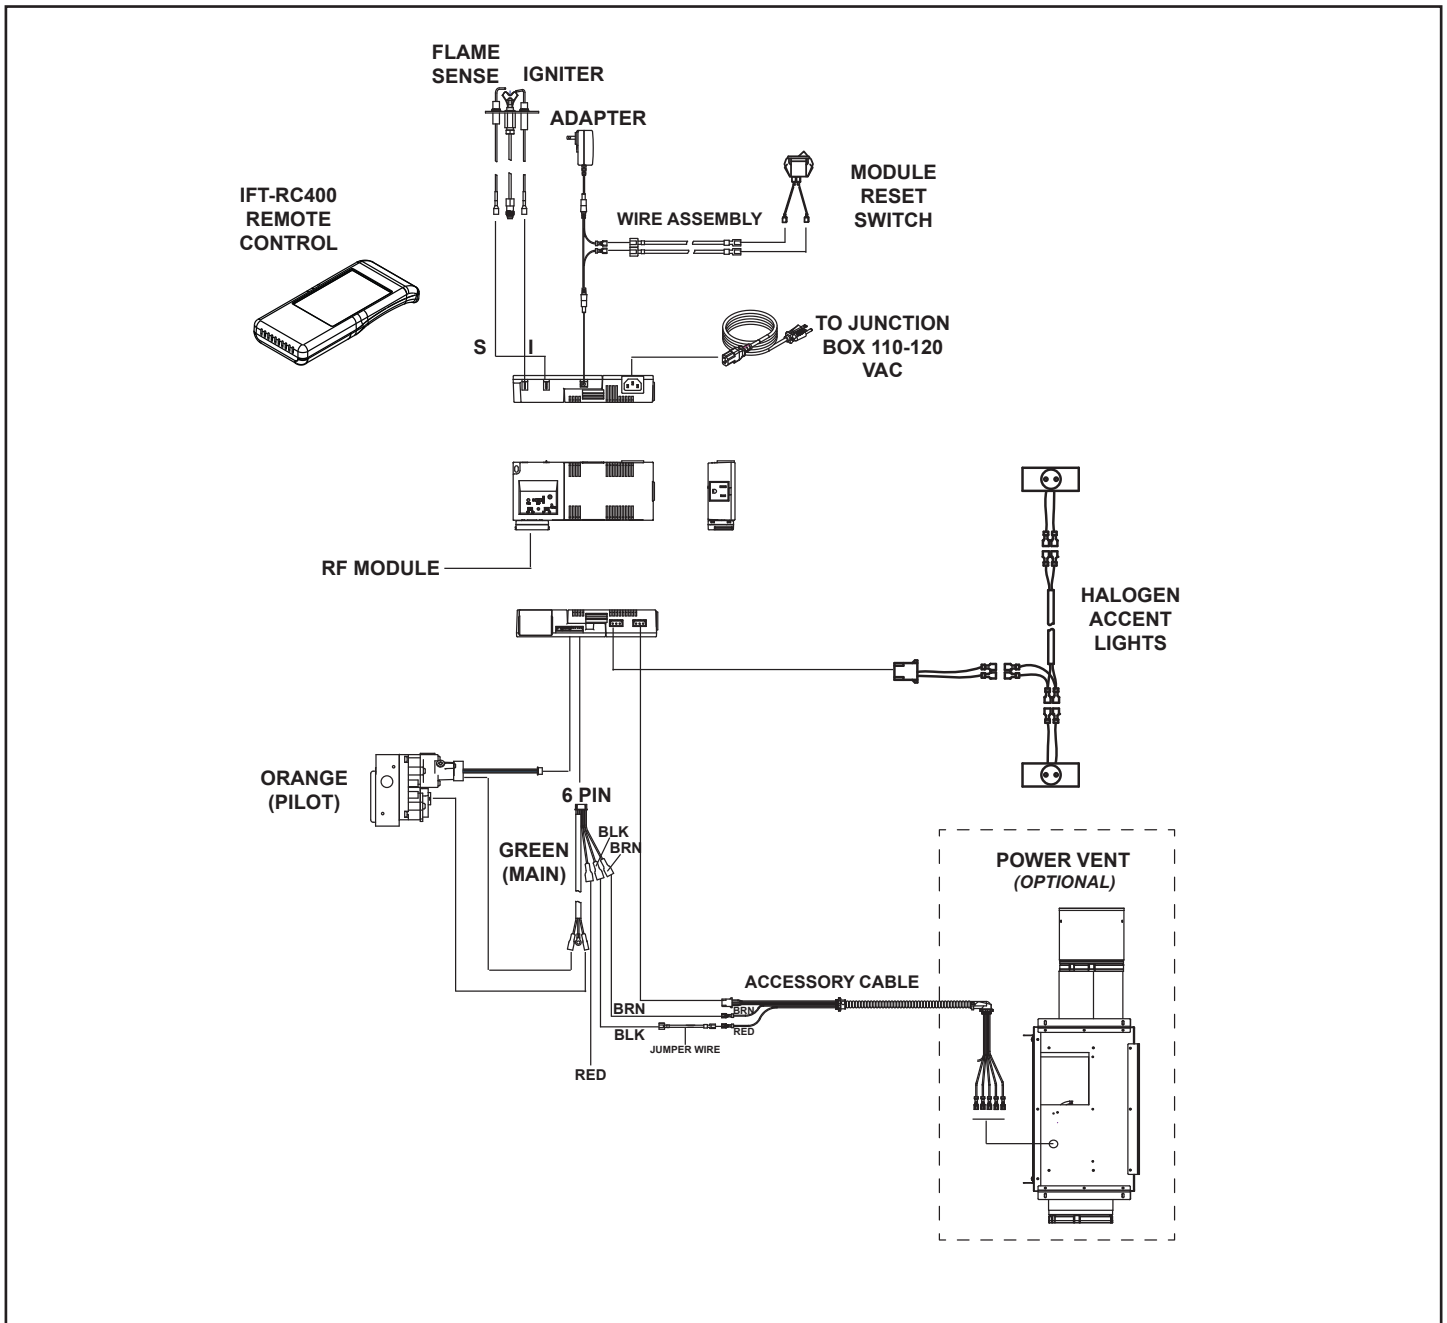 FLAME
SENSE
IGNITER
ADAPTER
MODULE
RESET
SWITCH
IFT-RC400
REMOTE
CONTROL
WIRE ASSEMBLY
S
I
TO JUNCTION
BOX 110-120
VAC
RF MODULE
HALOGEN
ACCENT
LIGHTS
ORANGE
(PILOT)
6 PIN
BLK
BRN
GREEN
(MAIN)
POWER VENT
(OPTIONAL)
ACCESSORY CABLE
BRN
BRN
BLK
RED
JUMPER WIRE
RED